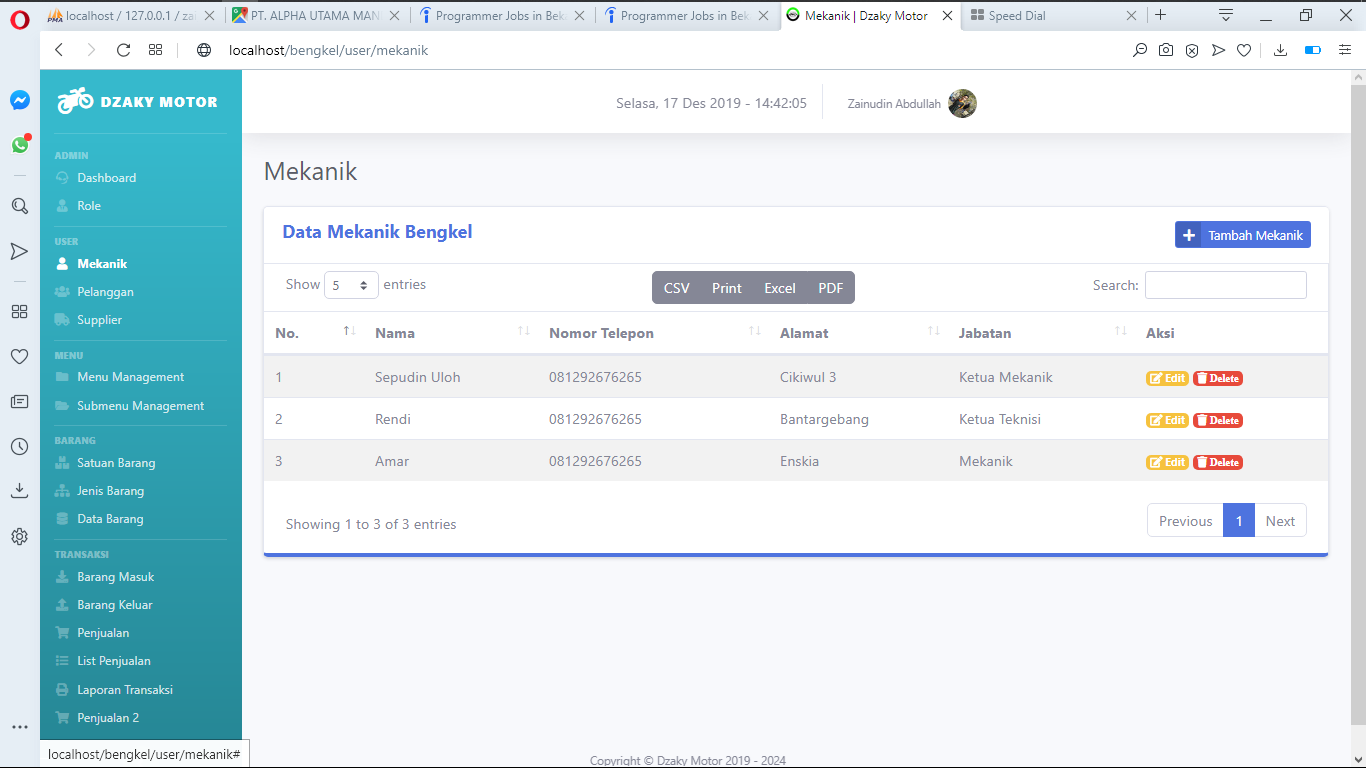 localhost / 127.0.0.1 / za
PT. ALPHA UTAMA MAN
Programmer Jobs in Bek
Programmer Jobs in Bek
Mekanik | Dzaky Motor
Speed Dial
localhost/bengkel/user/mekanik
DZAKY MOTOR
Selasa, 17 Des 2019 - 14:42:05
Zainudin Abdullah
ADMIN
Dashboard
Role
USER
Mekanik
Pelanggan
Supplier
MENU
Menu Management
Submenu Management
BARANG
Satuan Barang
Jenis Barang
Data Barang
TRANSAKSI
Barang Masuk
Barang Keluar
Penjualan
List Penjualan
Laporan Transaksi
Penjualan 2
localhost/bengkel/user/mekanik#
Mekanik
Data Mekanik Bengkel
Tambah Mekanik
Show 5 entries
CSV Print Excel PDF
Search:
No. Nama Nomor Telepon Alamat Jabatan Aksi
1 Sepudin Uloh 081292676265 Cikiwul 3 Ketua Mekanik Edit Delete
2 Rendi 081292676265 Bantargebang Ketua Teknisi Edit Delete
3 Amar 081292676265 Enskia Mekanik Edit Delete
Showing 1 to 3 of 3 entries
Previous 1 Next
Copyright © Dzaky Motor 2019 - 2024